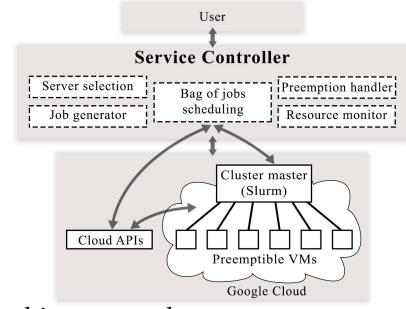 User
Service Controller
Server selection
Bag of jobs
scheduling
Preemption handler
Job generator
Resource monitor
Cluster master
(Slurm)
Cloud APIs
Preemptible VMs
Google Cloud